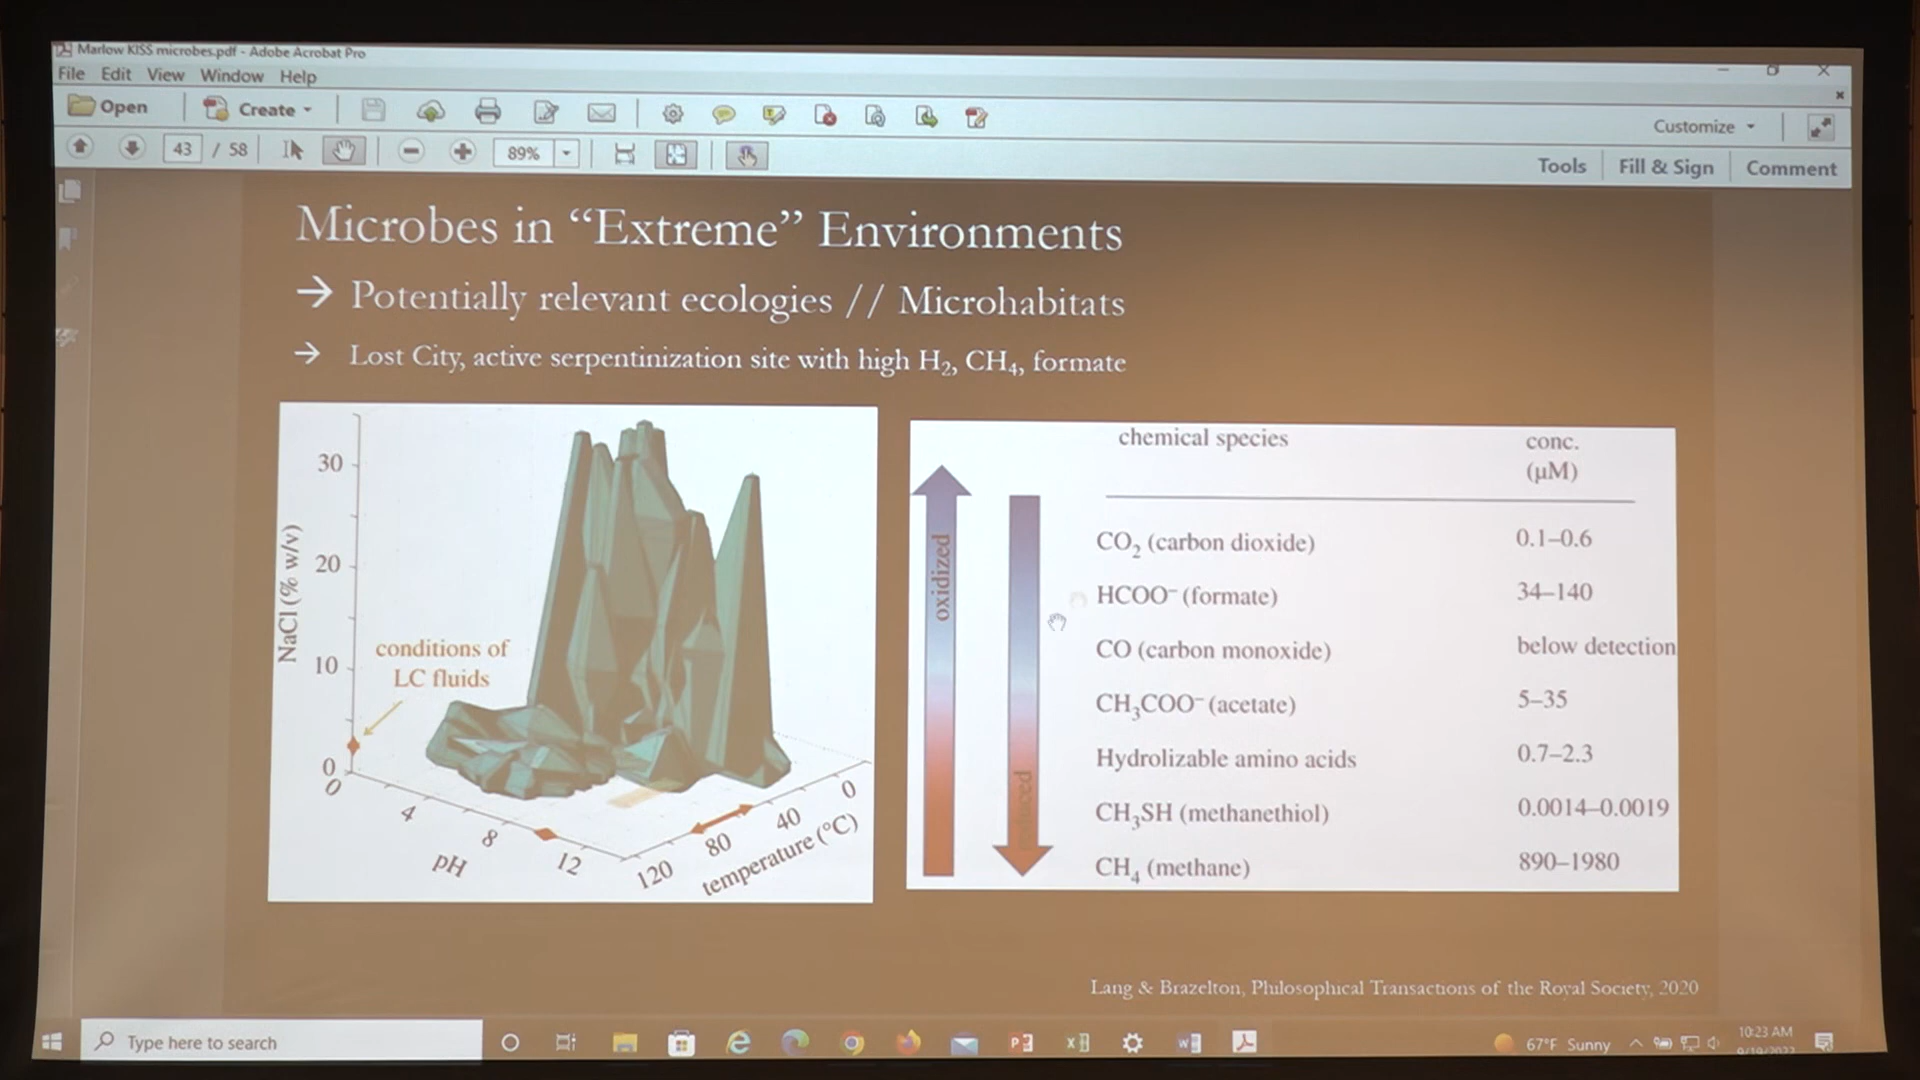 Marlow KISS microbes.pdf - Adobe Acrobat Pro
File Edit View Window Help
Open Create
Customize
43 / 58 89%
Tools Fill & Sign Comment
Microbes in “Extreme” Environments
→ Potentially relevant ecologies // Microhabitats
→ Lost City, active serpentinization site with high H₂, CH₄, formate
NaCl (% w/v)
30
20
10
0
conditions of
LC fluids
0
4
8
12
pH
120
80
40
0
temperature (°C)
oxidized
chemical species conc.
(µM)
CO₂ (carbon dioxide) 0.1–0.6
HCOO⁻ (formate) 34–140
CO (carbon monoxide) below detection
CH₃COO⁻ (acetate) 5–35
Hydrolizable amino acids 0.7–2.3
CH₃SH (methanethiol) 0.0014–0.0019
CH₄ (methane) 890–1980
Lang & Brazelton, Philosophical Transactions of the Royal Society, 2020
Type here to search
67°F Sunny
10:23 AM